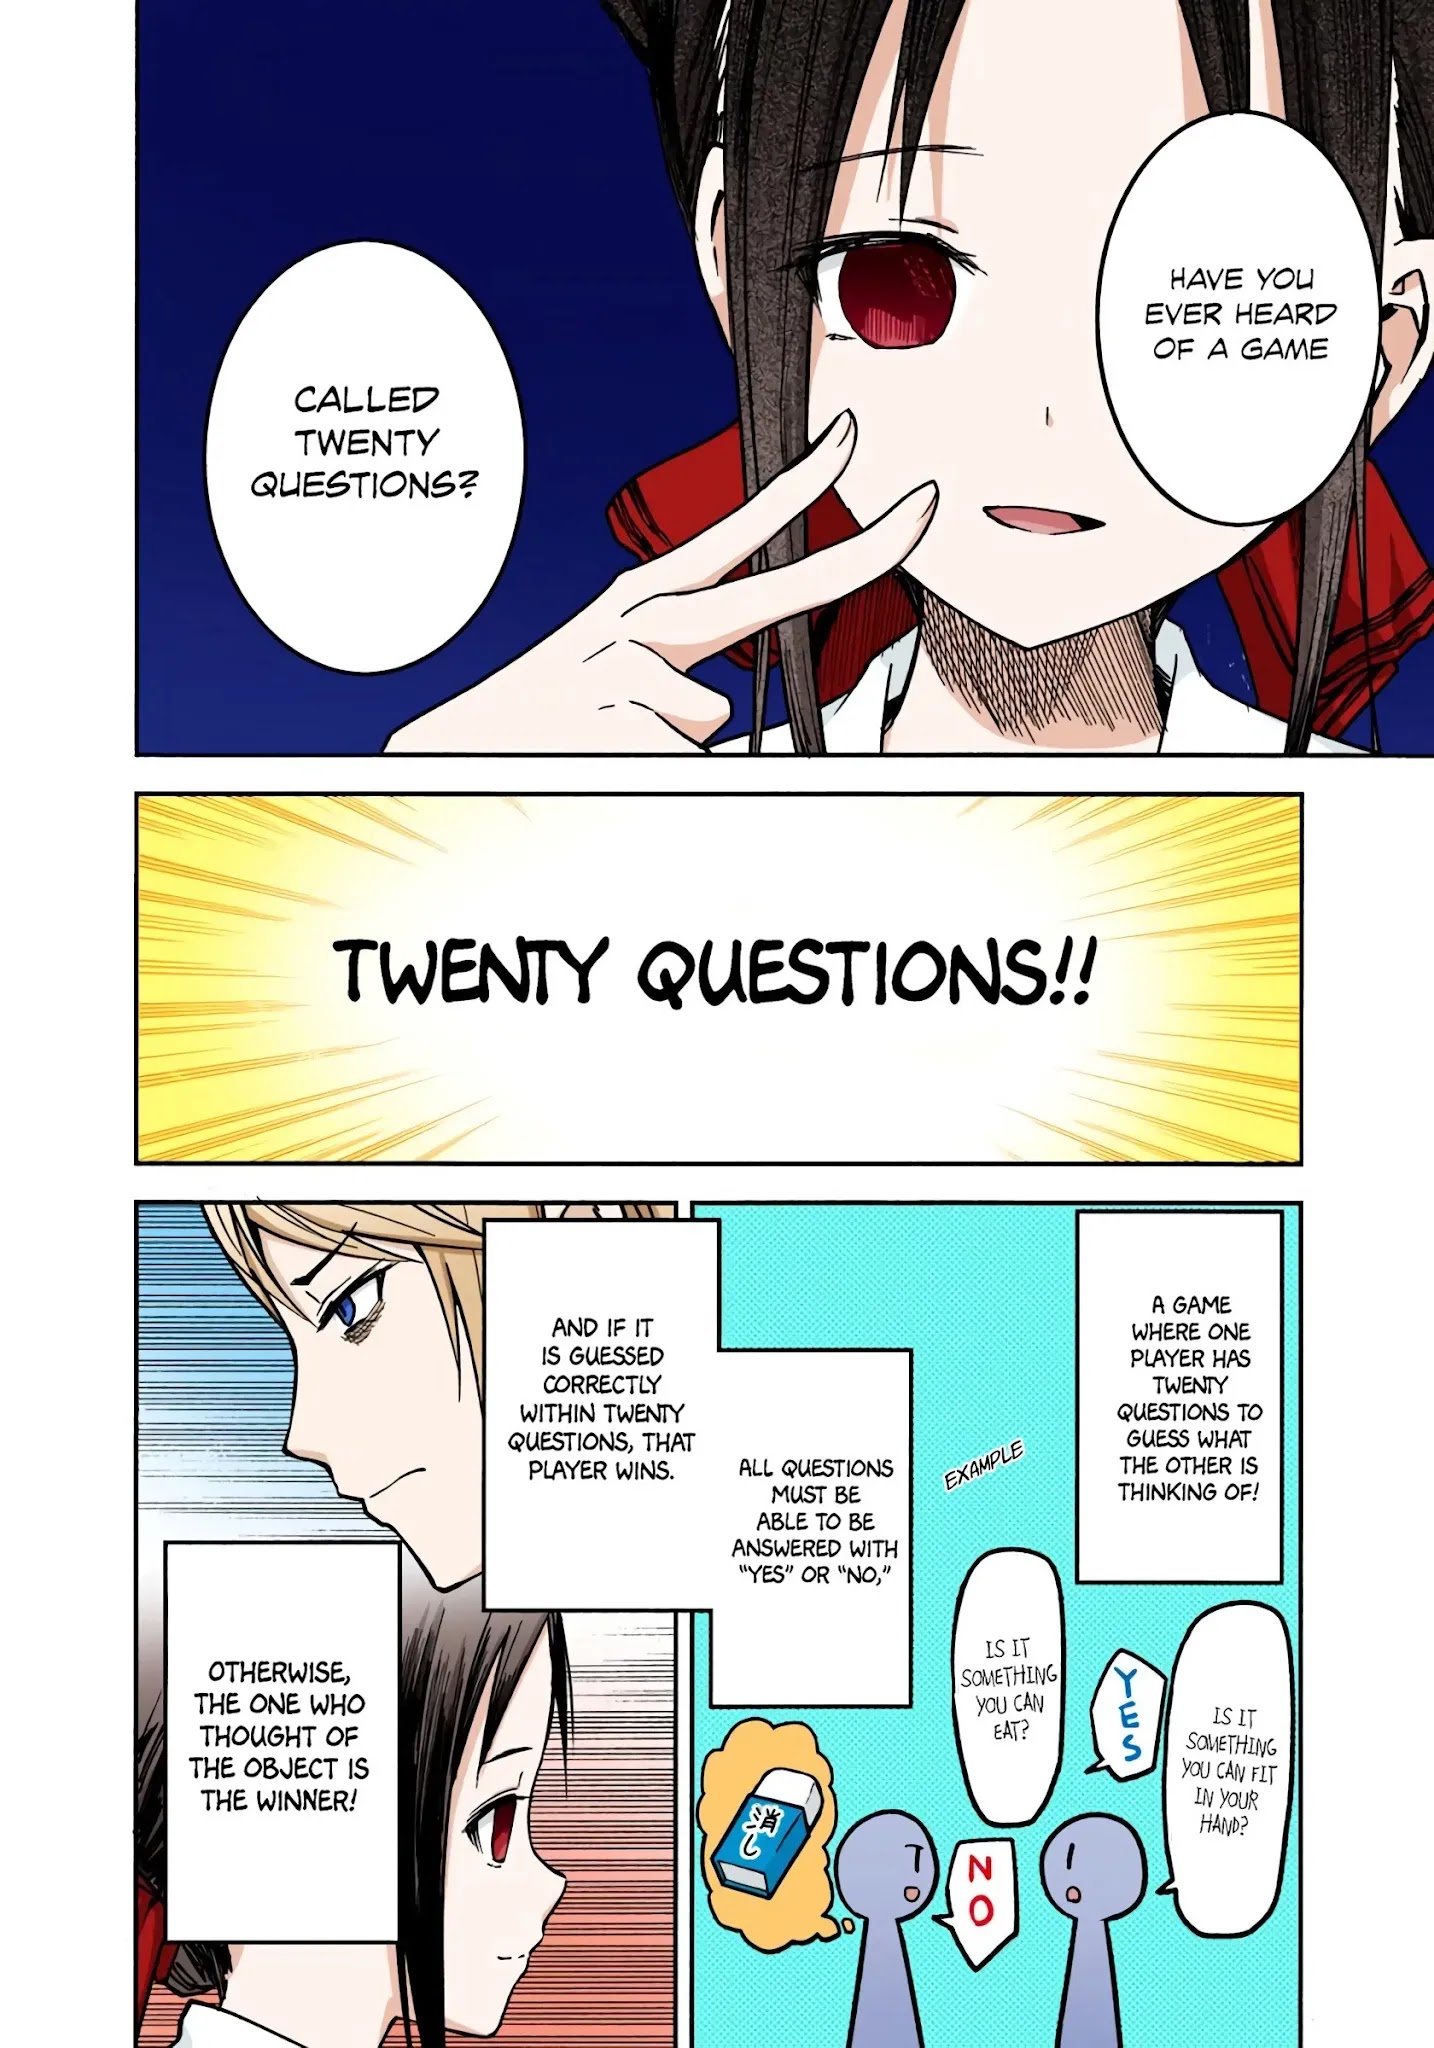 HAVE YOU
EVER HEARD
OF A GAME
CALLED
TWENTY
QUESTIONS?
TWENTY QUESTIONS!!
A GAME
WHERE ONE
PLAYER HAS
TWENTY
QUESTIONS TO
GUESS WHAT
THE OTHER IS
THINKING OF!
EXAMPLE
IS IT
SOMETHING
YOU CAN FIT
IN YOUR
HAND?
YES
IS IT
SOMETHING
YOU CAN
EAT?
NO
消し
ALL QUESTIONS
MUST BE
ABLE TO BE
ANSWERED WITH
“YES” OR “NO,”
AND IF IT
IS GUESSED
CORRECTLY
WITHIN TWENTY
QUESTIONS, THAT
PLAYER WINS.
OTHERWISE,
THE ONE WHO
THOUGHT OF
THE OBJECT IS
THE WINNER!